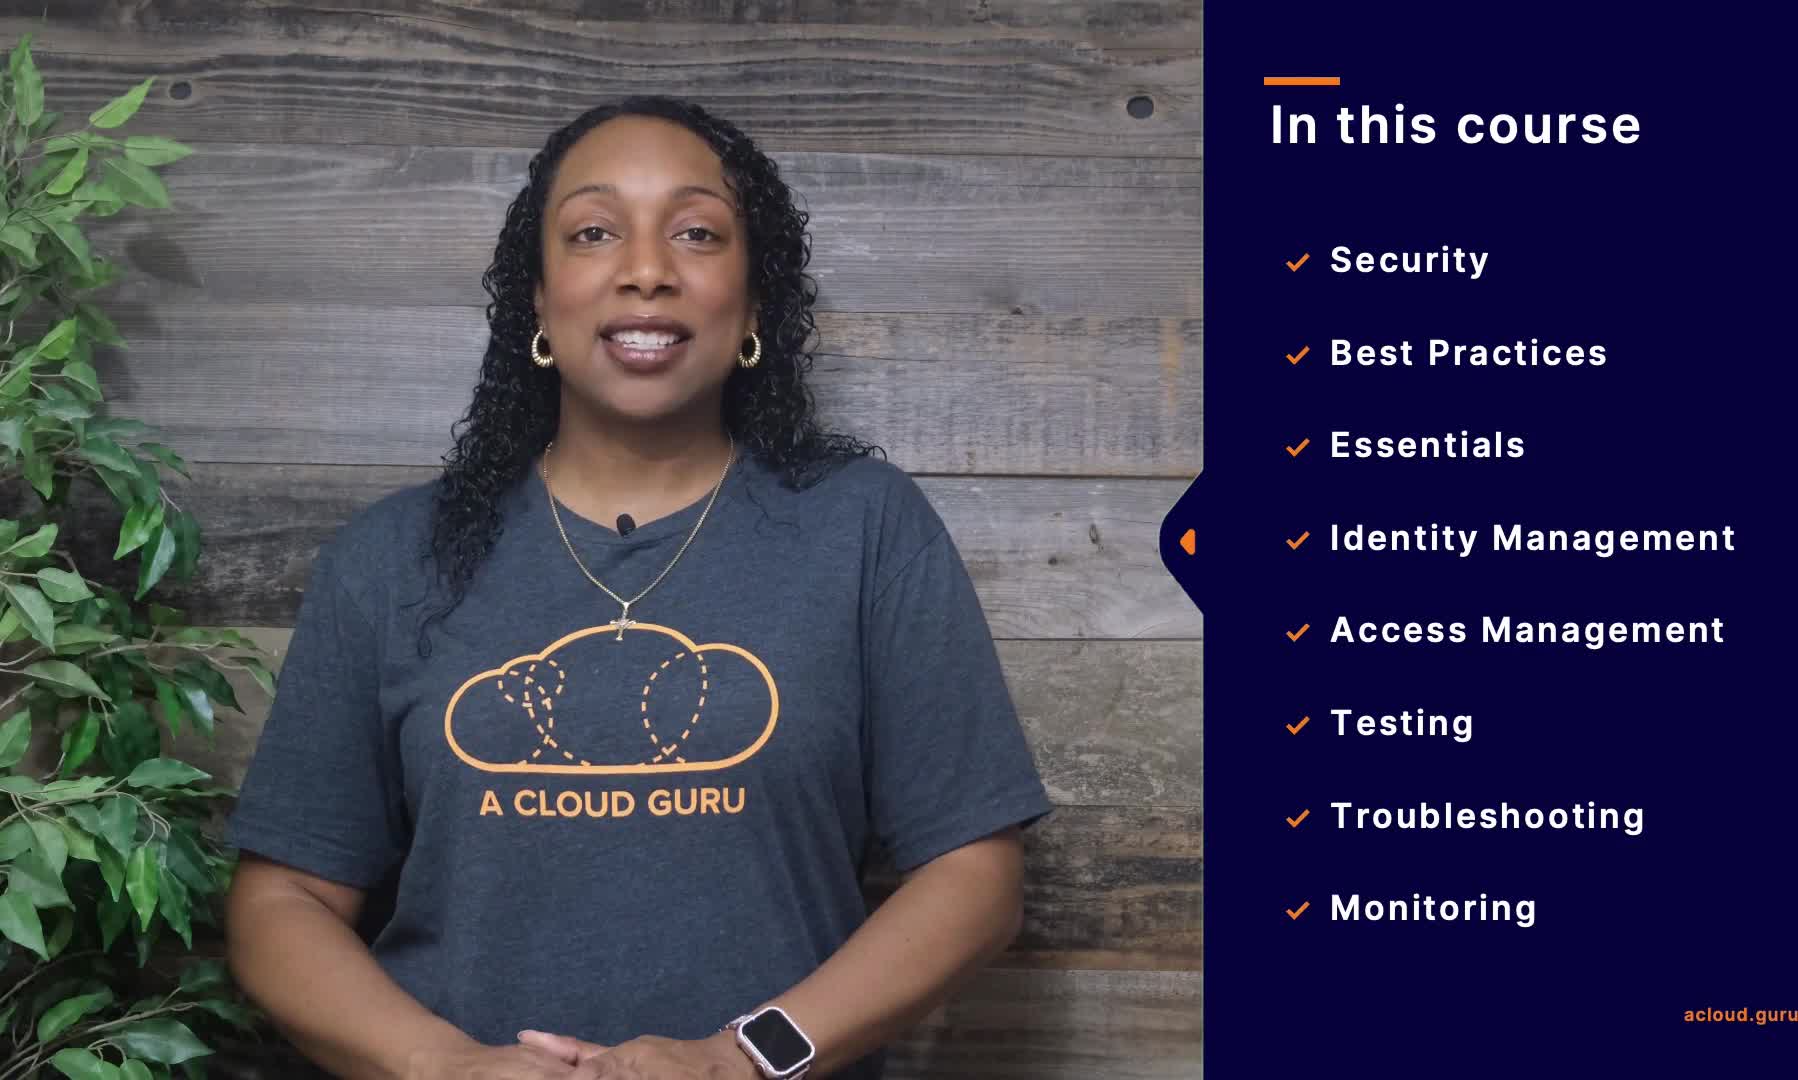 In this course
Security
Best Practices
Essentials
Identity Management
Access Management
Testing
Troubleshooting
Monitoring
acloud.guru
A CLOUD GURU